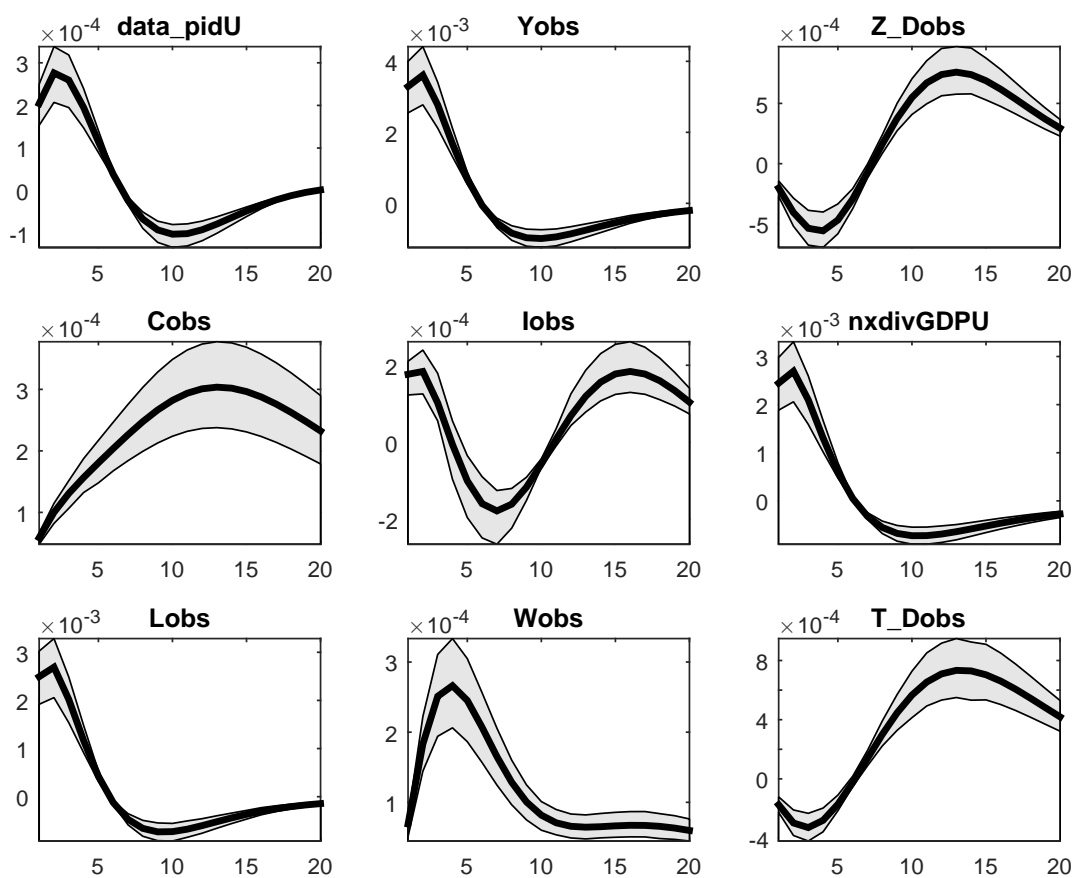 ×10-4 data_pidU
3
2
1
0
-1
5 10 15 20
×10-3 Yobs
4
2
0
5 10 15 20
×10-4 Z_Dobs
5
0
-5
5 10 15 20
×10-4 Cobs
3
2
1
5 10 15 20
×10-4 Iobs
2
0
-2
5 10 15 20
×10-3 nxdivGDPU
3
2
1
0
5 10 15 20
×10-3 Lobs
3
2
1
0
5 10 15 20
×10-4 Wobs
3
2
1
5 10 15 20
×10-4 T_Dobs
8
4
0
-4
5 10 15 20